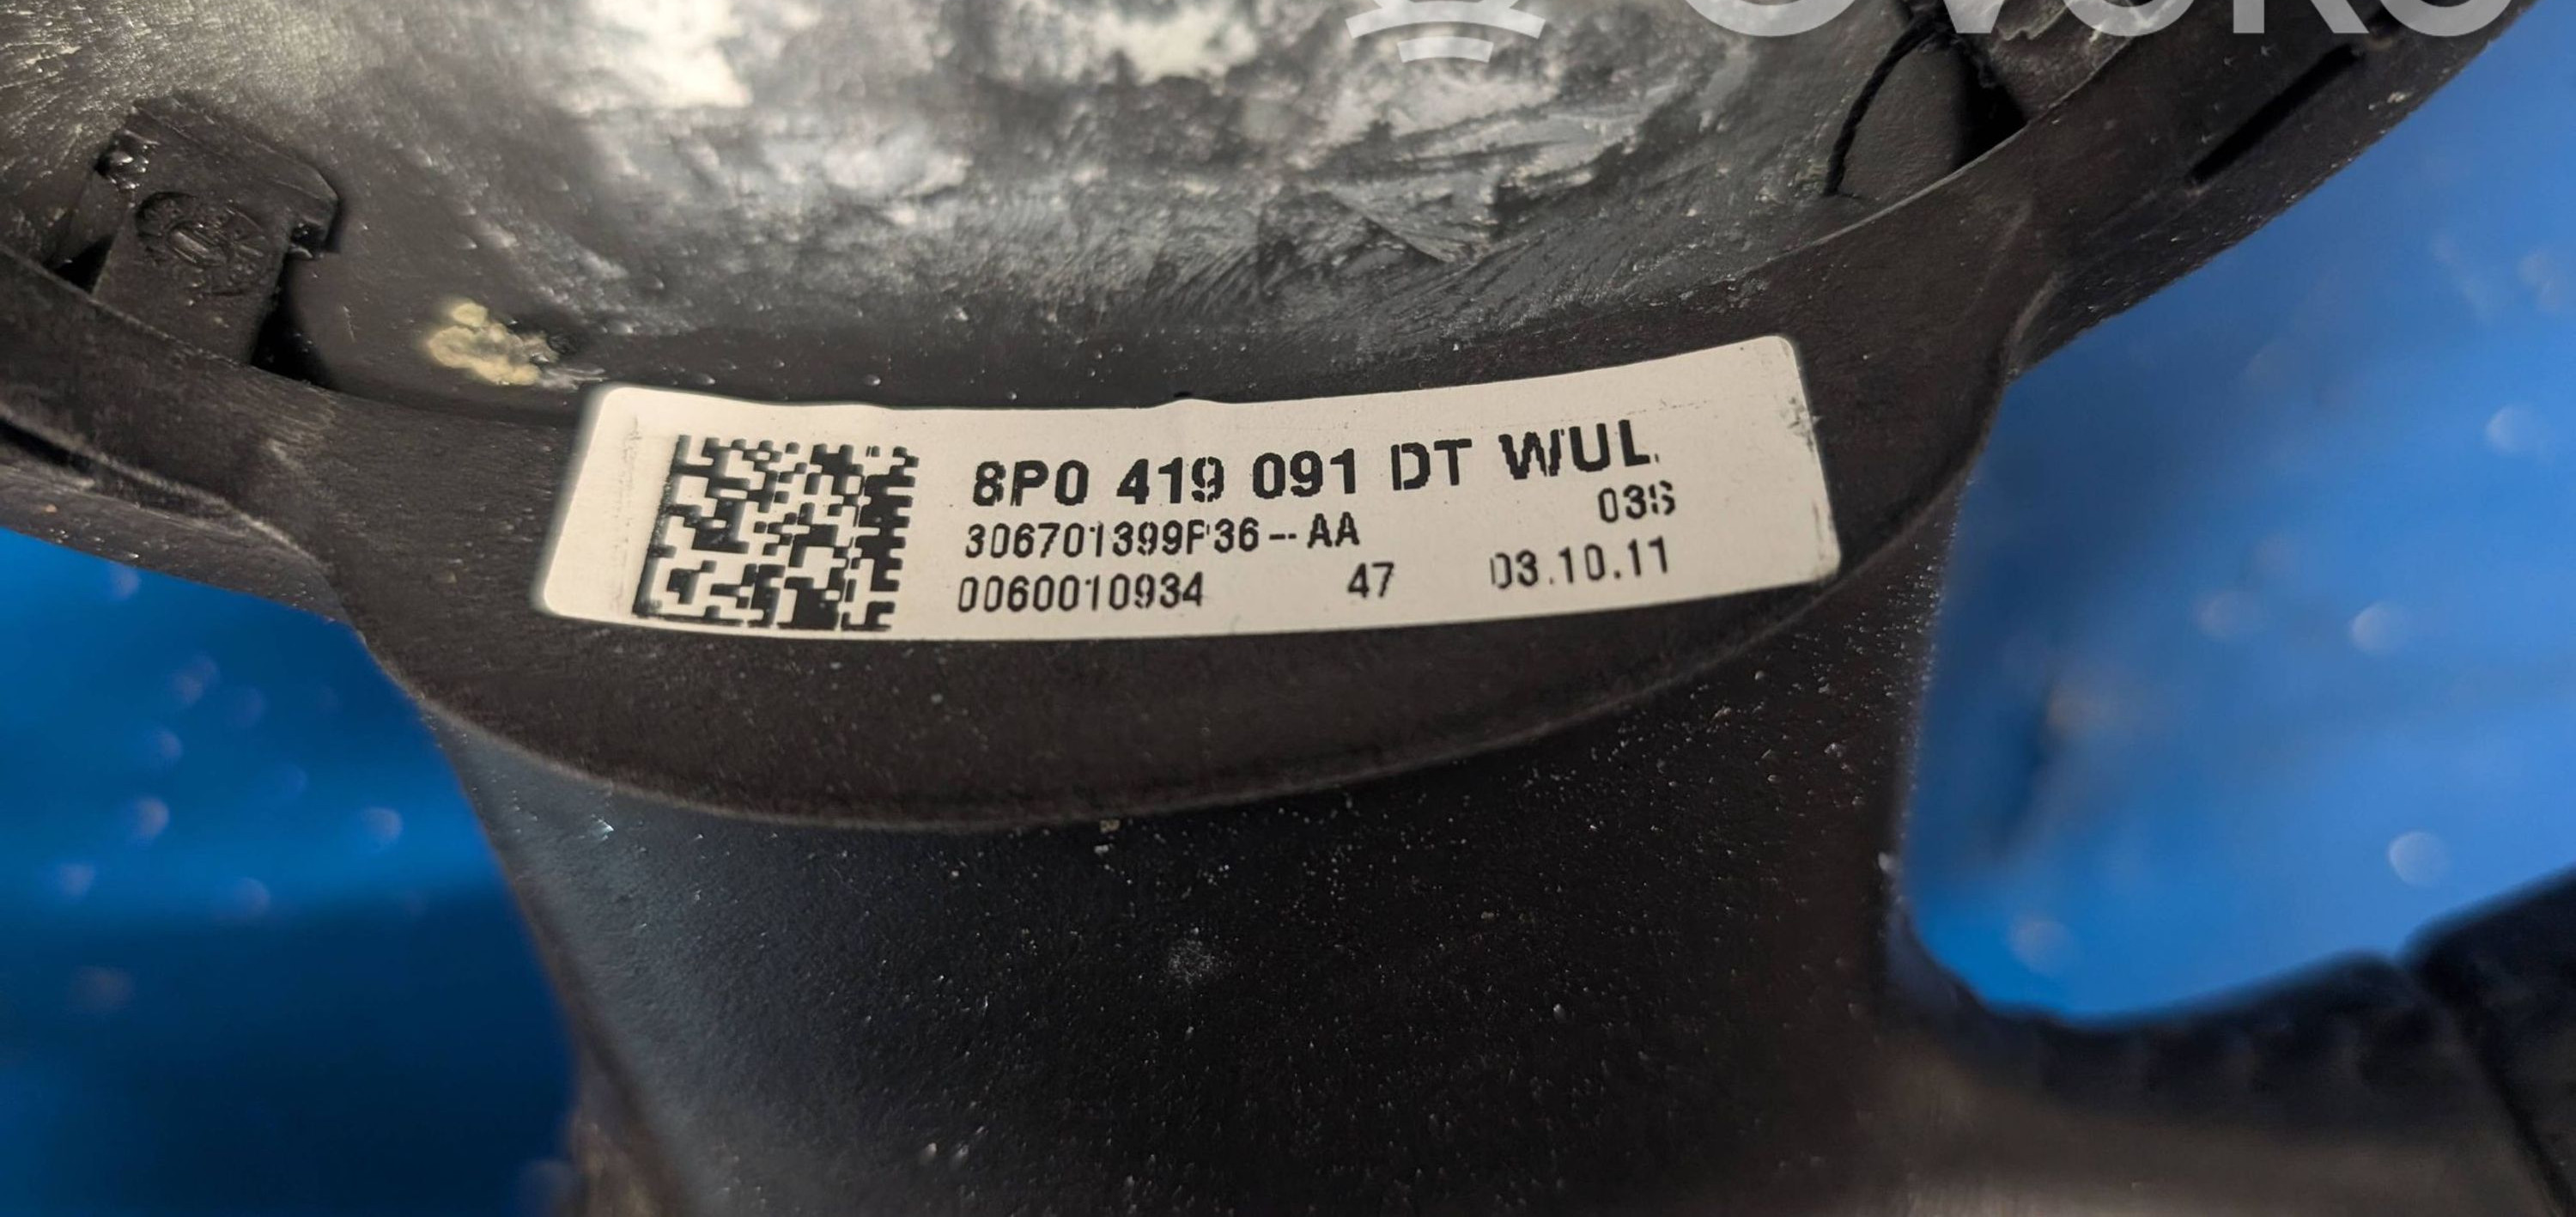 8P0 419 091 DT WUL
03S
306701399F36-AA
0060010934 47 03.10.11